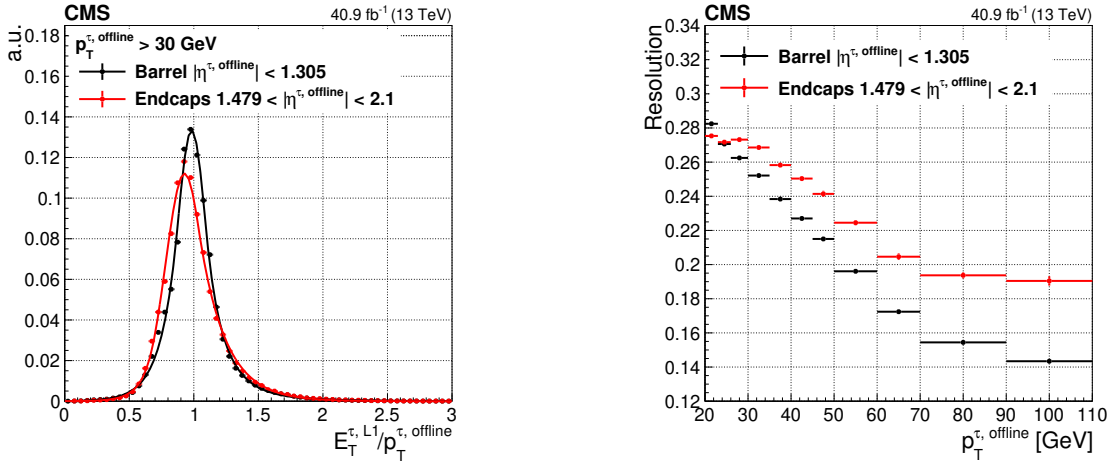 CMS 40.9 fb⁻¹ (13 TeV)
a.u.
p_T^{τ, offline} > 30 GeV
Barrel |η^{τ, offline}| < 1.305
Endcaps 1.479 < |η^{τ, offline}| < 2.1
0.18
0.16
0.14
0.12
0.1
0.08
0.06
0.04
0.02
0
0 0.5 1 1.5 2 2.5 3
E_T^{τ, L1}/p_T^{τ, offline}
CMS 40.9 fb⁻¹ (13 TeV)
Resolution
Barrel |η^{τ, offline}| < 1.305
Endcaps 1.479 < |η^{τ, offline}| < 2.1
0.34
0.32
0.3
0.28
0.26
0.24
0.22
0.2
0.18
0.16
0.14
0.12
20 30 40 50 60 70 80 90 100 110
p_T^{τ, offline} [GeV]